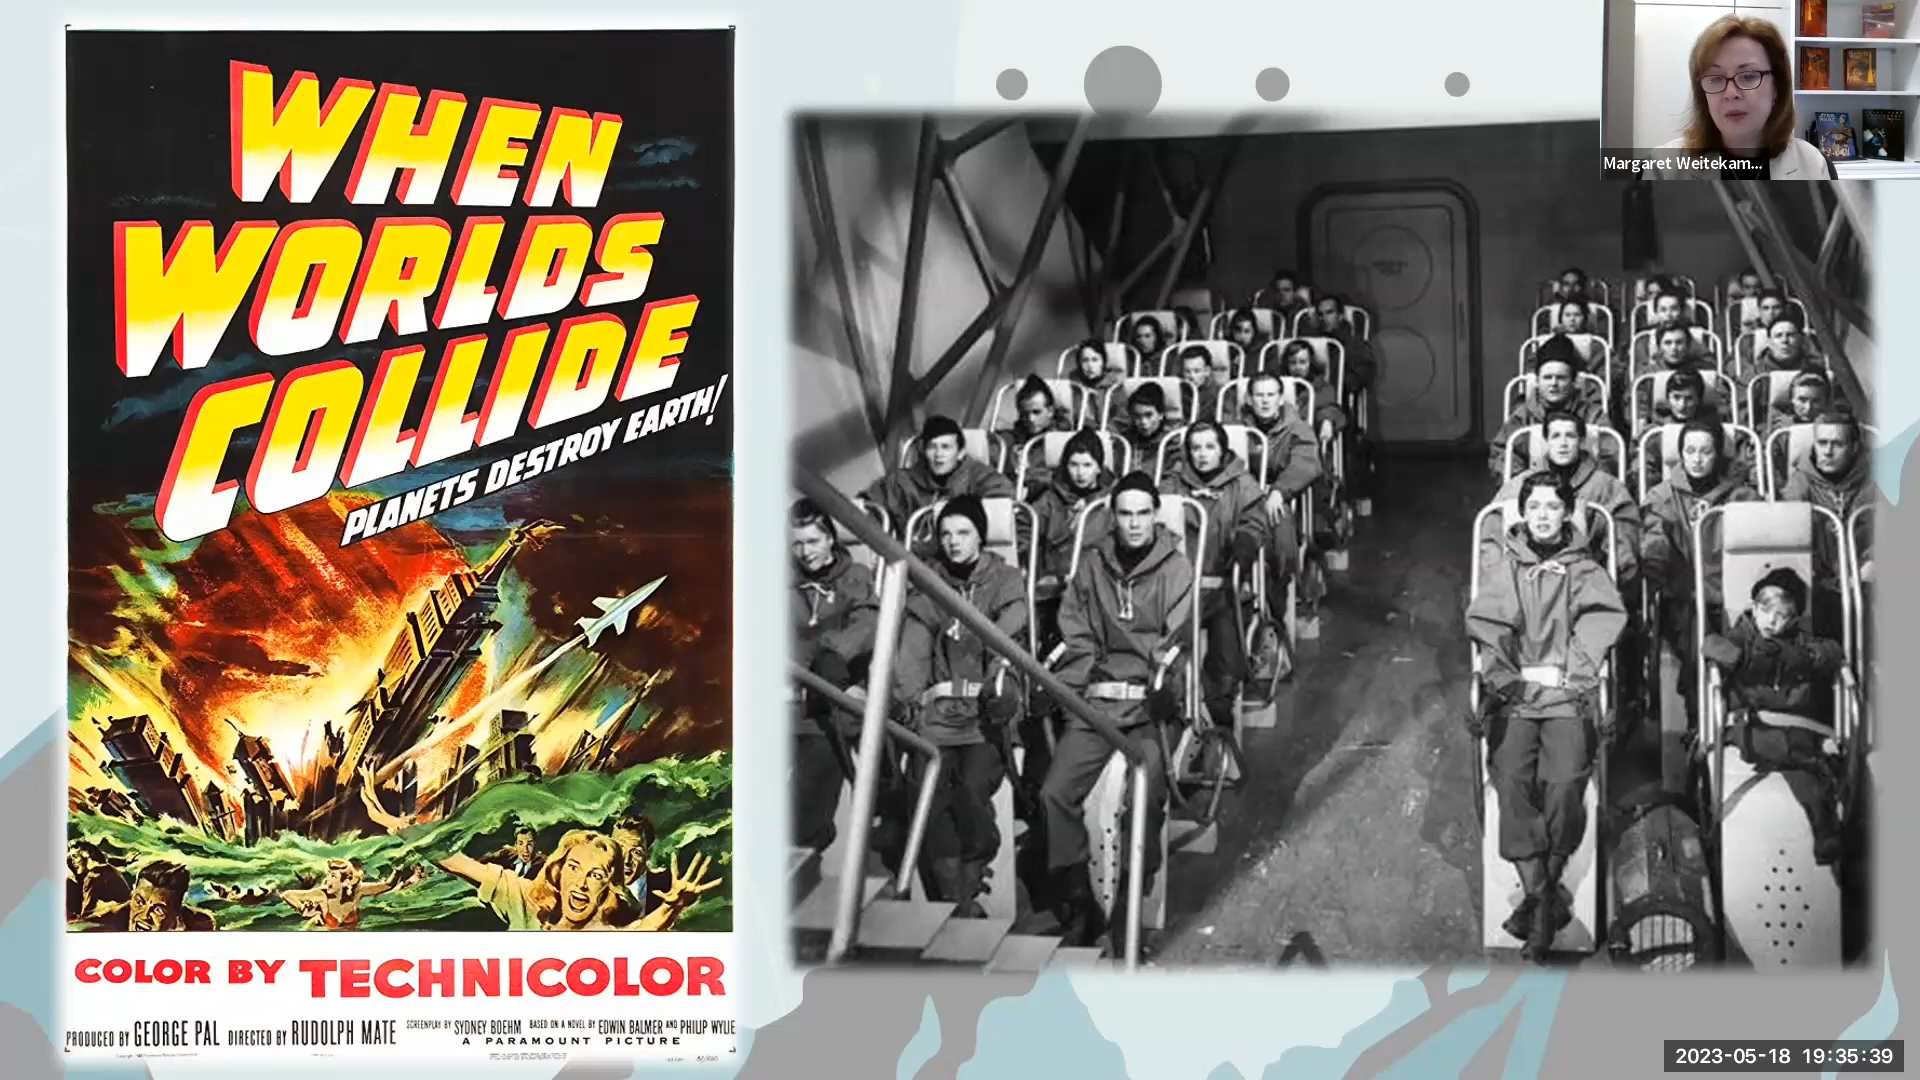 WHEN
WORLDS
COLLIDE
PLANETS DESTROY EARTH!
COLOR BY TECHNICOLOR
PRODUCED BY GEORGE PAL DIRECTED BY RUDOLPH MATE SCREENPLAY BY SYDNEY BOEHM BASED ON A NOVEL BY EDWIN BALMER AND PHILIP WYLIE
A PARAMOUNT PICTURE
Margaret Weitekam...
STAR
WARS
2023-05-18 19:35:39